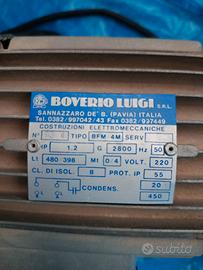 BOVERIO LUIGI S.R.L.
SANNAZZARO DE' B. (PAVIA) ITALIA
Tel. 0382/997042/43 Fax 0382/997649
COSTRUZIONI ELETTROMECCANICHE
N° TIPO BFM 4M SERV.
HP 1.2 G 2800 Hz 50
LI 480 398 MI 0/4 VOLT 220
CL. DI ISOL B PROT. IP 55
CONDENS. 20
450
subito